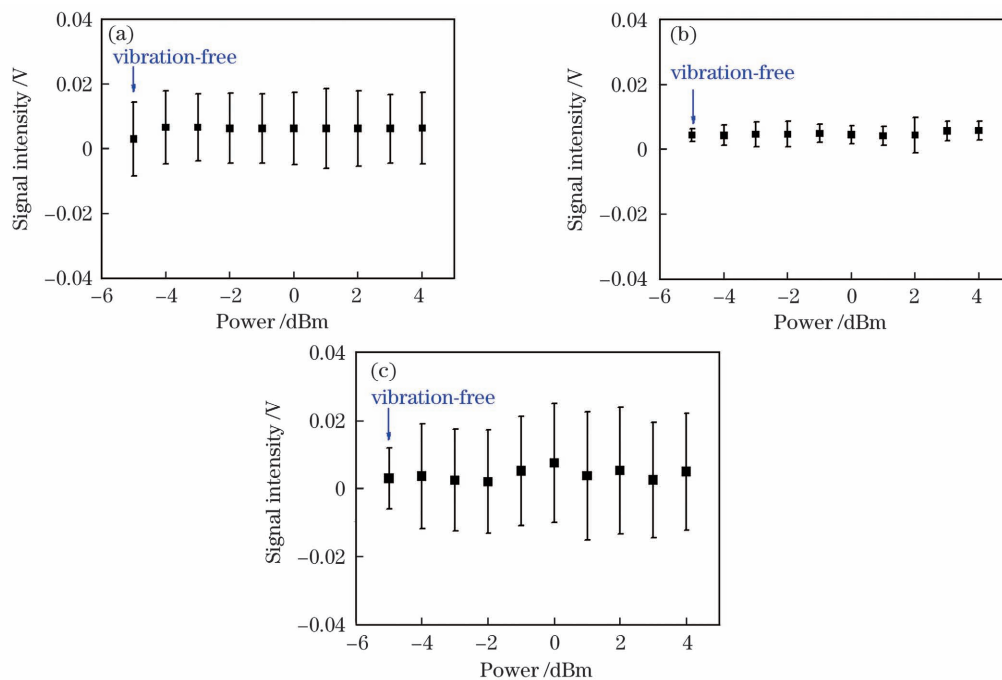 (a)
vibration-free
0.04
0.02
0
−0.02
−0.04
Signal intensity /V
−6 −4 −2 0 2 4
Power /dBm
(b)
vibration-free
0.04
0.02
0
−0.02
−0.04
Signal intensity /V
−6 −4 −2 0 2 4
Power /dBm
(c)
vibration-free
0.04
0.02
0
−0.02
−0.04
Signal intensity /V
−6 −4 −2 0 2 4
Power /dBm